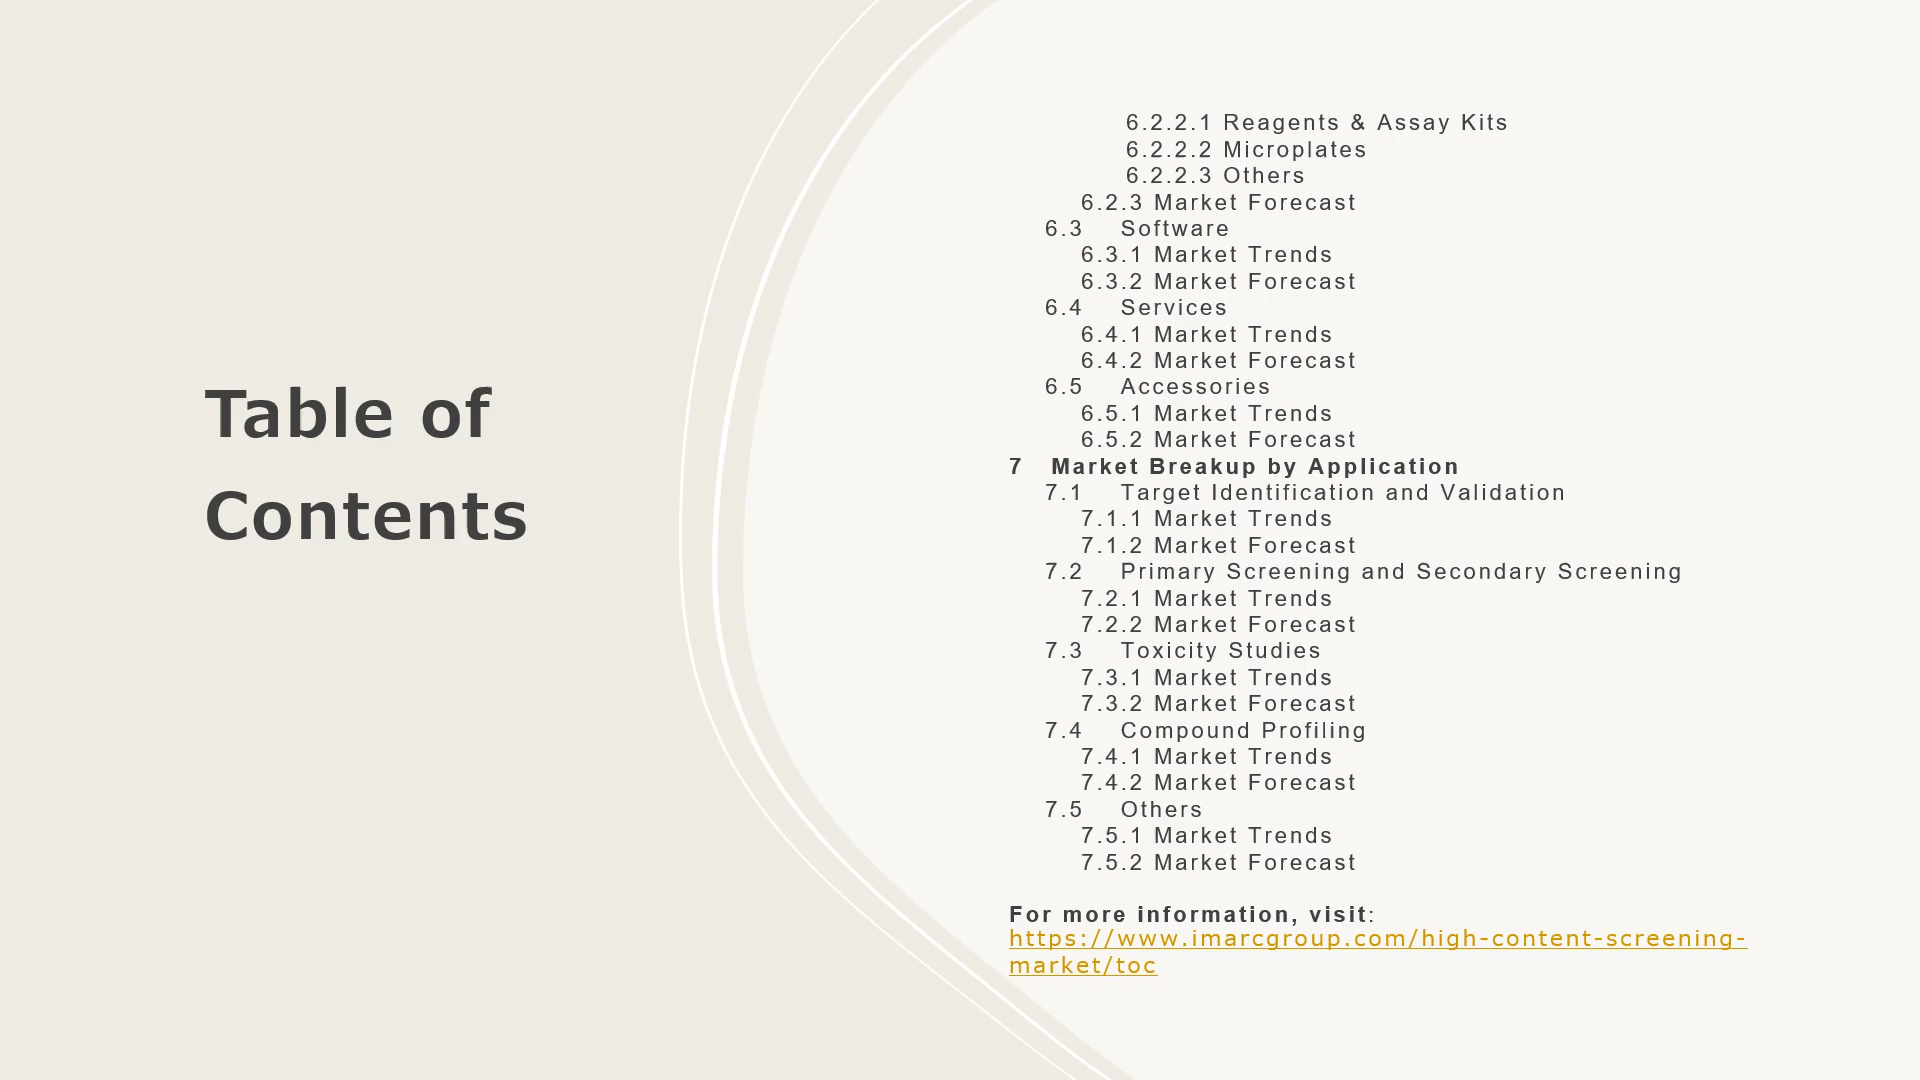 Table of
Contents
6.2.2.1 Reagents & Assay Kits
6.2.2.2 Microplates
6.2.2.3 Others
6.2.3 Market Forecast
6.3 Software
6.3.1 Market Trends
6.3.2 Market Forecast
6.4 Services
6.4.1 Market Trends
6.4.2 Market Forecast
6.5 Accessories
6.5.1 Market Trends
6.5.2 Market Forecast
7 Market Breakup by Application
7.1 Target Identification and Validation
7.1.1 Market Trends
7.1.2 Market Forecast
7.2 Primary Screening and Secondary Screening
7.2.1 Market Trends
7.2.2 Market Forecast
7.3 Toxicity Studies
7.3.1 Market Trends
7.3.2 Market Forecast
7.4 Compound Profiling
7.4.1 Market Trends
7.4.2 Market Forecast
7.5 Others
7.5.1 Market Trends
7.5.2 Market Forecast
For more information, visit:
https://www.imarcgroup.com/high-content-screening-
market/toc